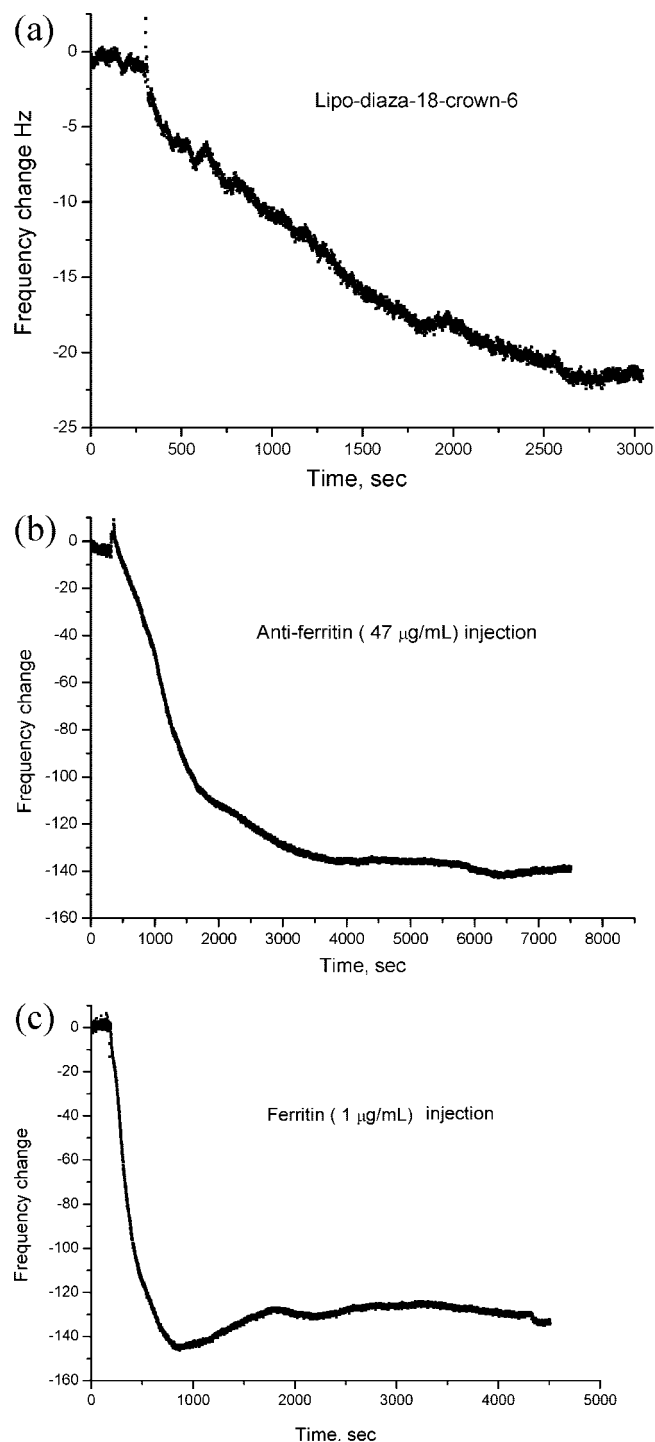 (a)
0
-5
-10
-15
-20
-25
Frequency change Hz
Lipo-diaza-18-crown-6
0 500 1000 1500 2000 2500 3000
Time, sec
(b)
0
-20
-40
-60
-80
-100
-120
-140
-160
Frequency change
Anti-ferritin ( 47 µg/mL) injection
0 1000 2000 3000 4000 5000 6000 7000 8000
Time, sec
(c)
0
-20
-40
-60
-80
-100
-120
-140
-160
Frequency change
Ferritin ( 1 µg/mL) injection
0 1000 2000 3000 4000 5000
Time, sec